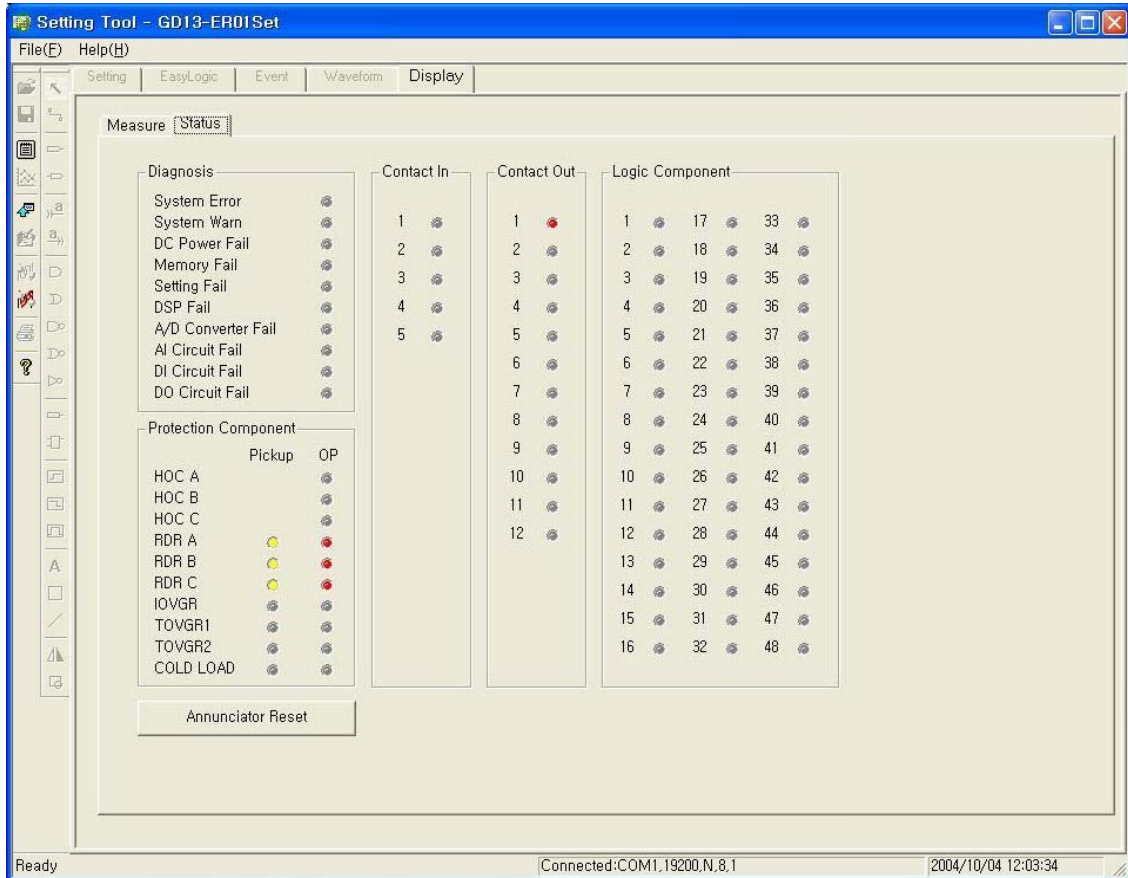 Setting Tool - GD13-ER01Set
File(F) Help(H)
Setting EasyLogic Event Waveform Display
Measure Status
Diagnosis
System Error
System Warn
DC Power Fail
Memory Fail
Setting Fail
DSP Fail
A/D Converter Fail
AI Circuit Fail
DI Circuit Fail
DO Circuit Fail
Protection Component
Pickup OP
HOC A
HOC B
HOC C
RDR A
RDR B
RDR C
IOVGR
TOVGR1
TOVGR2
COLD LOAD
Annunciator Reset
Contact In
1
2
3
4
5
Contact Out
1
2
3
4
5
6
7
8
9
10
11
12
Logic Component
1 17 33
2 18 34
3 19 35
4 20 36
5 21 37
6 22 38
7 23 39
8 24 40
9 25 41
10 26 42
11 27 43
12 28 44
13 29 45
14 30 46
15 31 47
16 32 48
Ready Connected:COM1,19200,N,8,1 2004/10/04 12:03:34